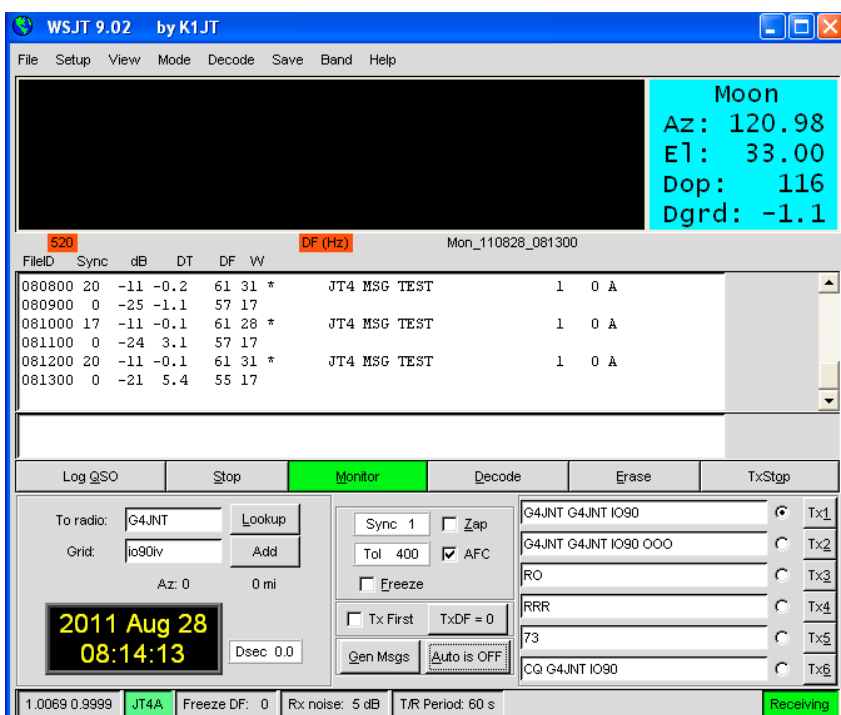 WSJT 9.02 by K1JT
File Setup View Mode Decode Save Band Help
Moon
Az: 120.98
El: 33.00
Dop: 116
Dgrd: -1.1
520 DF (Hz) Mon_110828_081300
FileID Sync dB DT DF W
080800 20 -11 -0.2 61 31 * JT4 MSG TEST 1 0 A
080900 0 -25 -1.1 57 17
081000 17 -11 -0.1 61 28 * JT4 MSG TEST 1 0 A
081100 0 -24 3.1 57 17
081200 20 -11 -0.1 61 31 * JT4 MSG TEST 1 0 A
081300 0 -21 5.4 55 17
Log QSO Stop Monitor Decode Erase TxStop
To radio: G4JNT Lookup
Grid: io90iv Add
Az: 0 0 mi
2011 Aug 28
08:14:13
Dsec 0.0
Sync 1 Zap
Tol 400 AFC
Freeze
Tx First TxDF = 0
Gen Msgs Auto is OFF
G4JNT G4JNT IO90 Tx1
G4JNT G4JNT IO90 OOO Tx2
RO Tx3
RRR Tx4
73 Tx5
CQ G4JNT IO90 Tx6
1.0069 0.9999 JT4A Freeze DF: 0 Rx noise: 5 dB T/R Period: 60 s Receiving